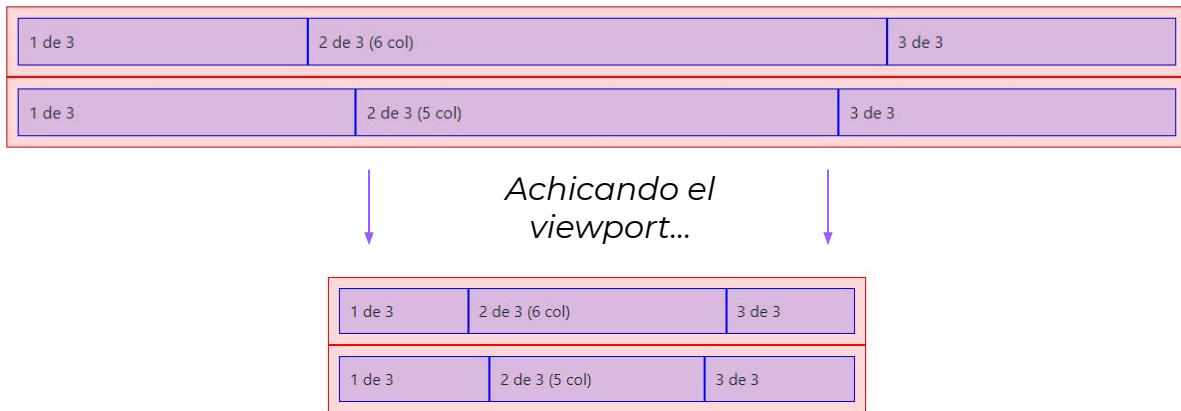 1 de 3 2 de 3 (6 col) 3 de 3
1 de 3 2 de 3 (5 col) 3 de 3
Achicando el
viewport...
1 de 3 2 de 3 (6 col) 3 de 3
1 de 3 2 de 3 (5 col) 3 de 3